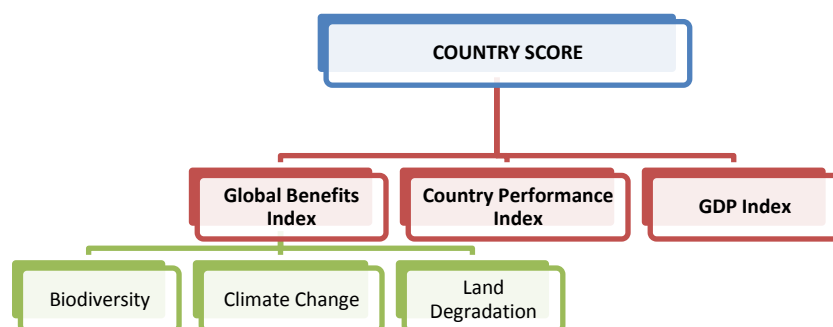 COUNTRY SCORE
Global Benefits
Index
Country Performance
Index
GDP Index
Biodiversity
Climate Change
Land
Degradation